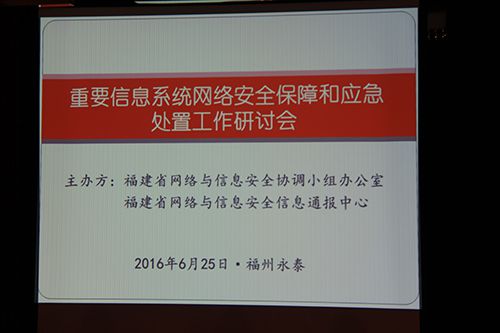 重要信息系统网络安全保障和应急
处置工作研讨会
主办方：福建省网络与信息安全协调小组办公室
福建省网络与信息安全信息通报中心
2016年6月25日·福州永泰